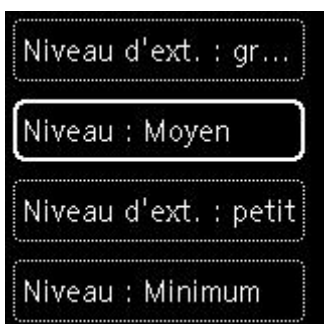 Niveau d'ext. : gr...
Niveau : Moyen
Niveau d'ext. : petit
Niveau : Minimum